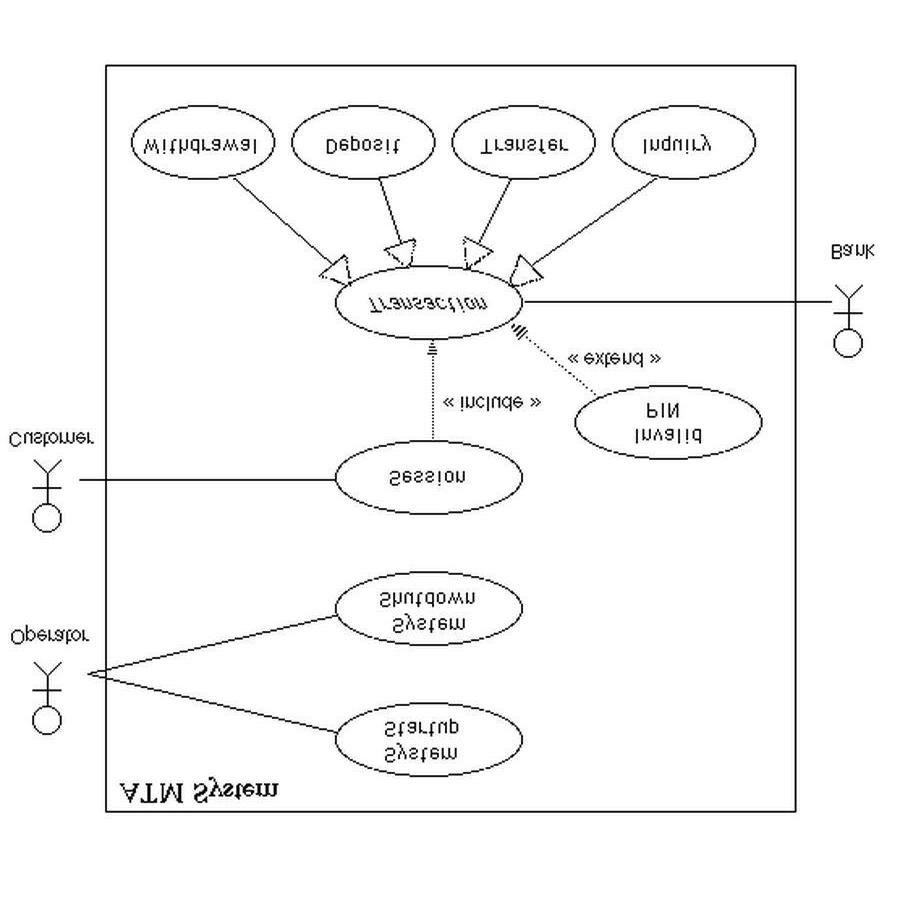 ATM System
System
Startup
Operator
System
Shutdown
Customer
Session
« include »
Invalid
PIN
« extend »
Bank
Transaction
Withdrawal
Deposit
Transfer
Inquiry